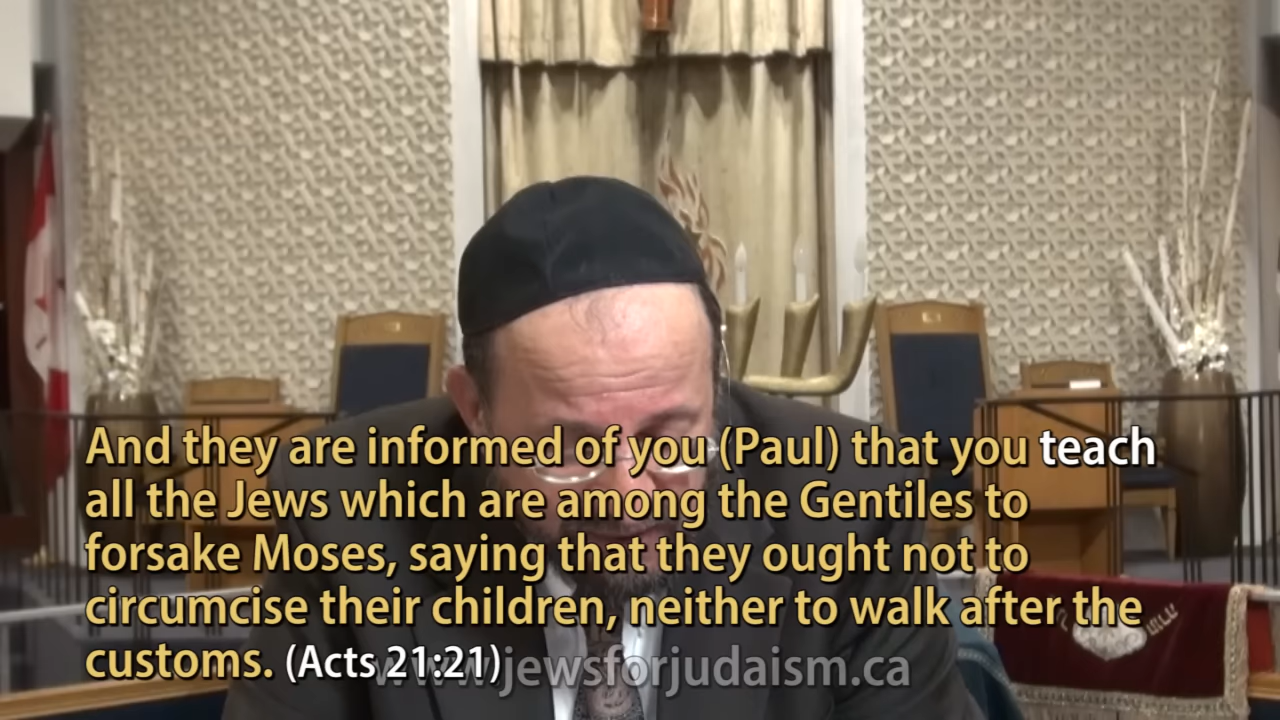 And they are informed of you (Paul) that you teach
all the Jews which are among the Gentiles to
forsake Moses, saying that they ought not to
circumcise their children, neither to walk after the
customs. (Acts 21:21)
www.jewsforjudaism.ca